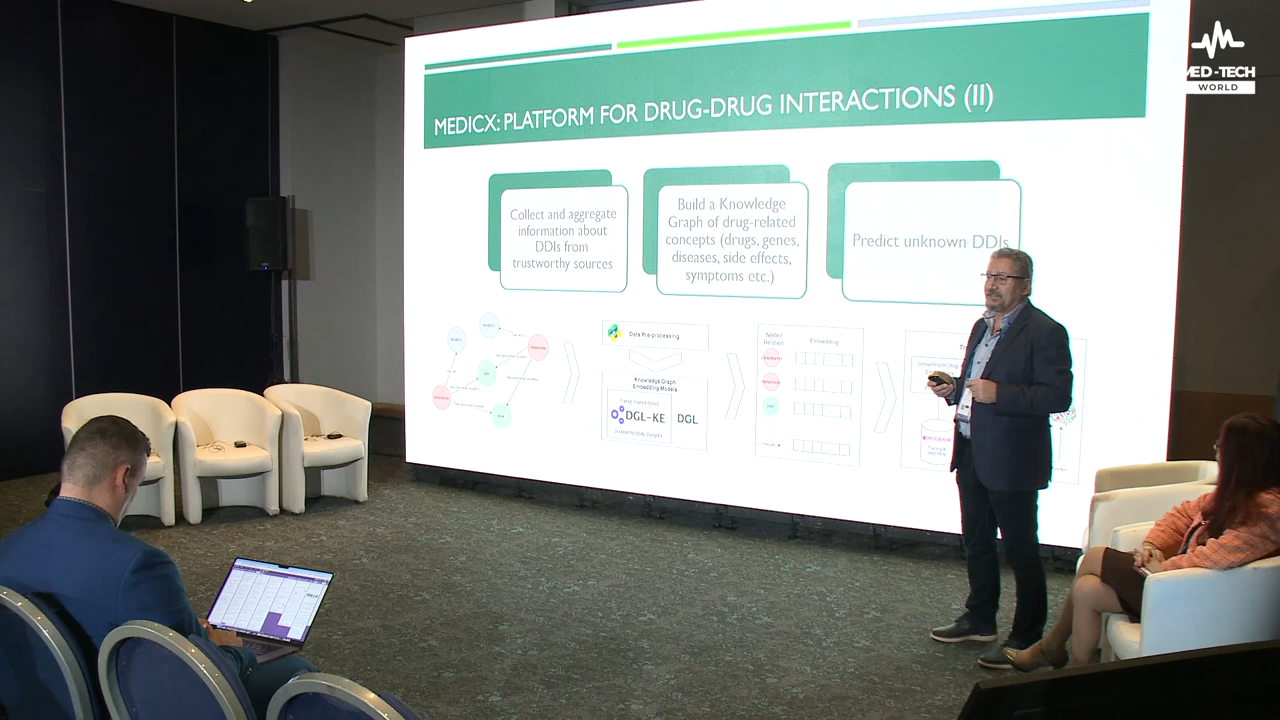 MED-TECH
WORLD
MEDICX: PLATFORM FOR DRUG-DRUG INTERACTIONS (II)
Collect and aggregate
information about
DDIs from
trustworthy sources
Build a Knowledge
Graph of drug-related
concepts (drugs, genes,
diseases, side effects,
symptoms etc.)
Predict unknown DDIs
Data Pre-processing
Knowledge Graph
Embedding Models
DGL-KE
DGL
Node /
Relation
Embedding